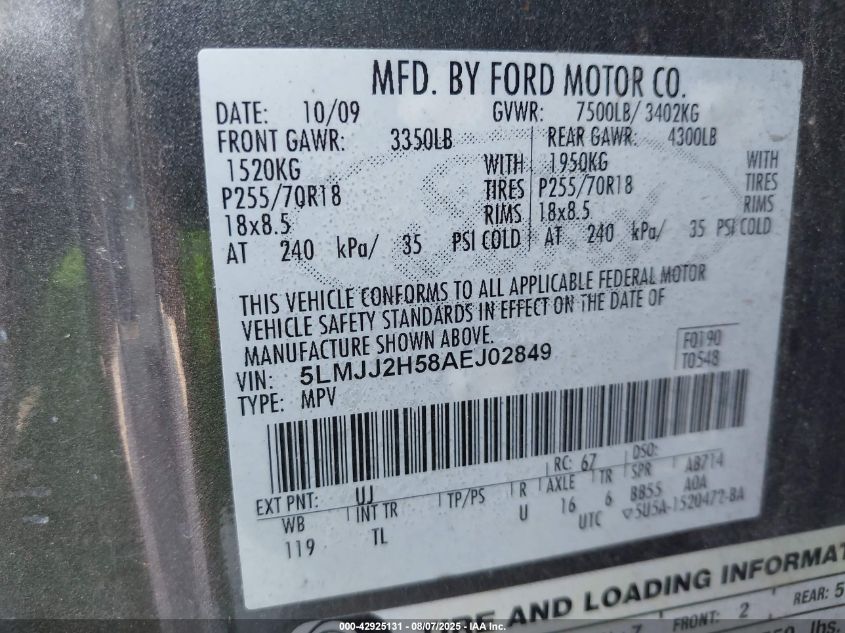 MFD. BY FORD MOTOR CO.
DATE: 10/09 GVWR: 7500LB/ 3402KG
FRONT GAWR: 3350LB REAR GAWR: 4300LB
1520KG WITH 1950KG WITH
P255/70R18 TIRES P255/70R18 TIRES
18x8.5 RIMS 18x8.5 RIMS
AT 240 kPa/ 35 PSI COLD AT 240 kPa/ 35 PSI COLD
THIS VEHICLE CONFORMS TO ALL APPLICABLE FEDERAL MOTOR
VEHICLE SAFETY STANDARDS IN EFFECT ON THE DATE OF
MANUFACTURE SHOWN ABOVE.
VIN: 5LMJJ2H58AEJ02849 F0190
TYPE: MPV T0548
RC: 67 DSO:
EXT PNT: UJ AXLE TR SPR AB714
WB INT TR TP/PS R 16 6 BB55 A0A
119 TL U UTC 5U5A-1520472-BA
AND LOADING INFORMAT
FRONT: 2 REAR: 5
lbs.
000-42925131 - 08/07/2025 - IAA Inc.